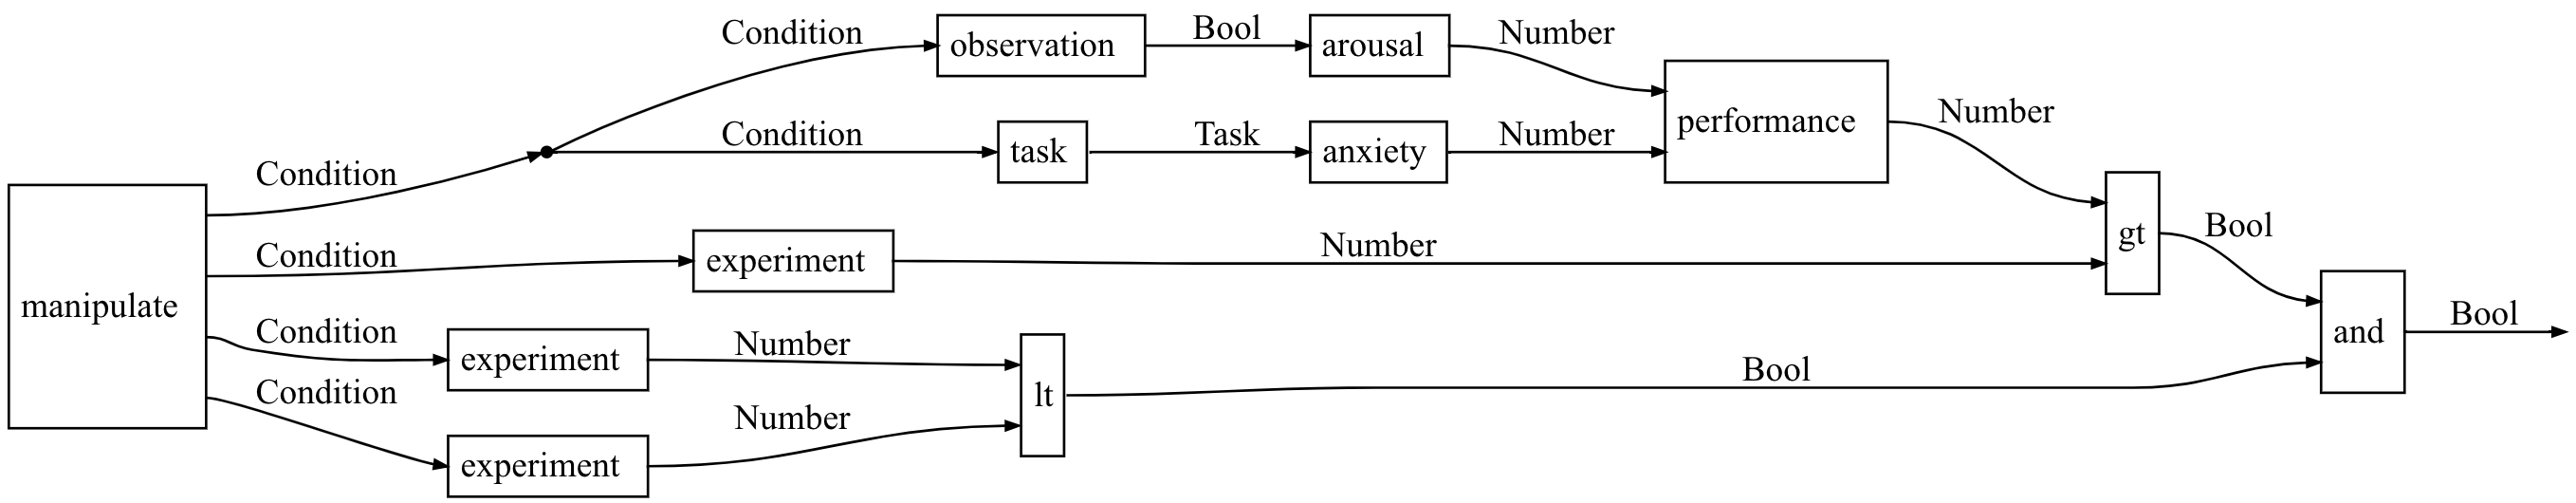 Condition
observation
Bool
arousal
Number
Condition
Condition
task
Task
anxiety
Number
performance
Number
manipulate
Condition
experiment
Number
gt
Bool
Condition
experiment
Number
lt
Bool
and
Bool
Condition
experiment
Number